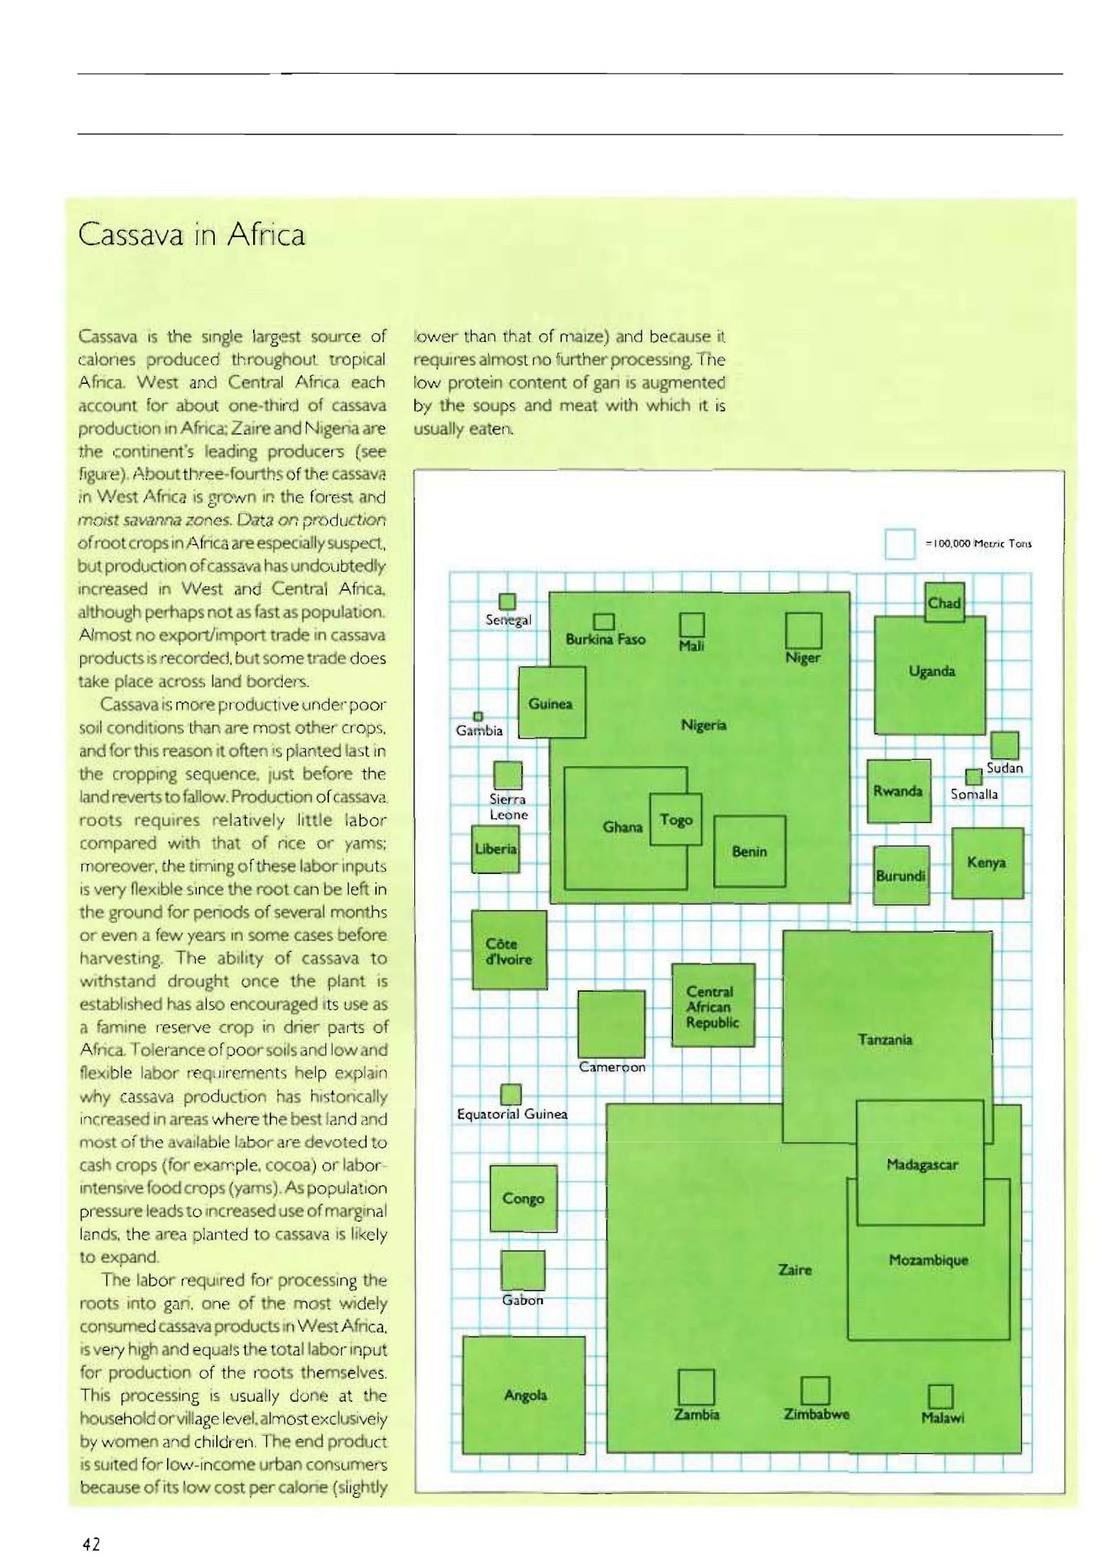 Cassava in Africa
Cassava is the single largest source of
calories produced throughout tropical
Africa. West and Central Africa each
account for about one-third of cassava
production in Africa; Zaire and Nigeria are
the continent's leading producers (see
figure). About three-fourths of the cassava
in West Africa is grown in the forest and
moist savanna zones. Data on production
of root crops in Africa are especially suspect,
but production of cassava has undoubtedly
increased in West and Central Africa,
although perhaps not as fast as population.
Almost no export/import trade in cassava
products is recorded, but some trade does
take place across land borders.
Cassava is more productive under poor
soil conditions than are most other crops,
and for this reason it often is planted last in
the cropping sequence, just before the
land reverts to fallow. Production of cassava
roots requires relatively little labor
compared with that of rice or yams;
moreover, the timing of these labor inputs
is very flexible since the root can be left in
the ground for periods of several months
or even a few years in some cases before
harvesting. The ability of cassava to
withstand drought once the plant is
established has also encouraged its use as
a famine reserve crop in drier parts of
Africa. Tolerance of poor soils and low and
flexible labor requirements help explain
why cassava production has historically
increased in areas where the best land and
most of the available labor are devoted to
cash crops (for example, cocoa) or labor-
intensive food crops (yams). As population
pressure leads to increased use of marginal
lands, the area planted to cassava is likely
to expand.
The labor required for processing the
roots into gari, one of the most widely
consumed cassava products in West Africa,
is very high and equals the total labor input
for production of the roots themselves.
This processing is usually done at the
household or village level, almost exclusively
by women and children. The end product
is suited for low-income urban consumers
because of its low cost per calorie (slightly
lower than that of maize) and because it
requires almost no further processing. The
low protein content of gari is augmented
by the soups and meat with which it is
usually eaten.
=100,000 Metric Tons
Senegal
Burkina Faso
Mali
Niger
Chad
Uganda
Guinea
Gambia
Nigeria
Sudan
Somalla
Sierra
Leone
Rwanda
Liberia
Ghana
Togo
Benin
Burundi
Kenya
Côte
d'Ivoire
Central
African
Republic
Cameroon
Tanzania
Equatorial Guinea
Madagascar
Congo
Mozambique
Zaire
Gabon
Angola
Zambia
Zimbabwe
Malawi
42